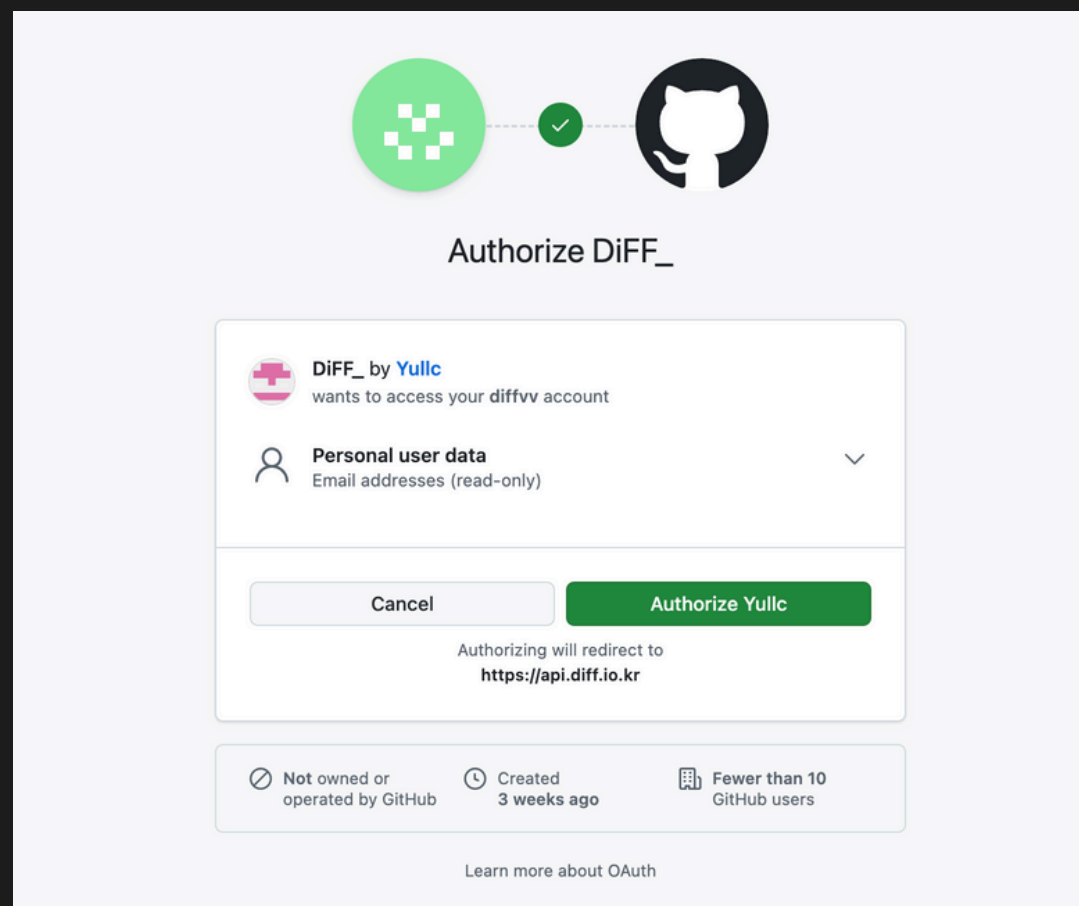 Authorize DiFF_
DiFF_ by Yullc
wants to access your diffvv account
Personal user data
Email addresses (read-only)
Cancel
Authorize Yullc
Authorizing will redirect to
https://api.diff.io.kr
Not owned or
operated by GitHub
Created
3 weeks ago
Fewer than 10
GitHub users
Learn more about OAuth